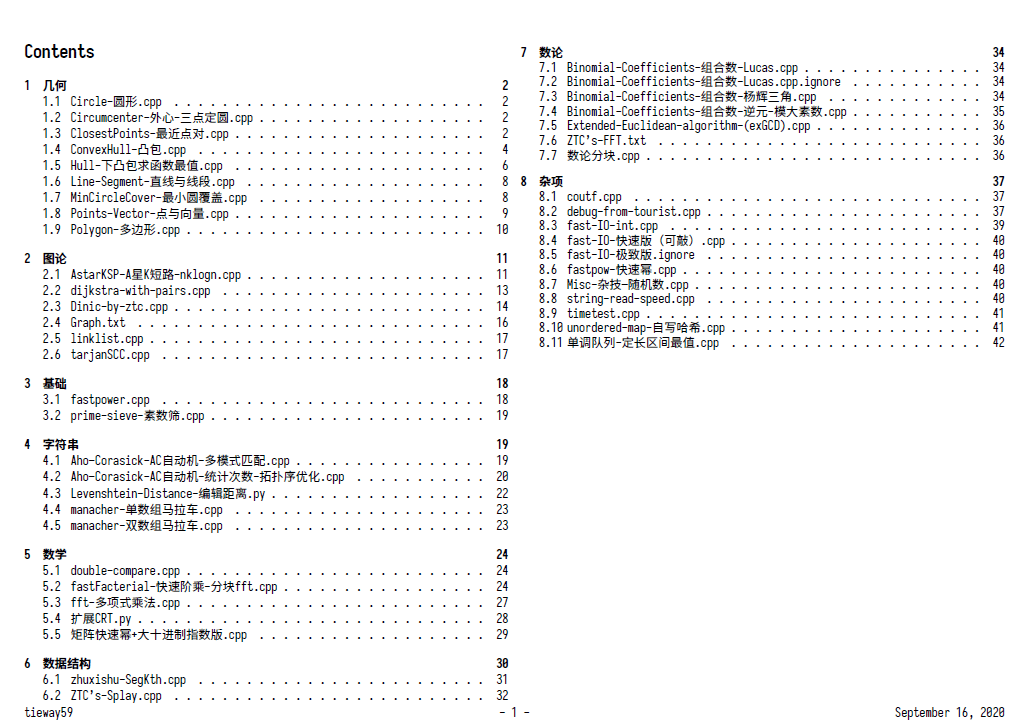 Contents
1 几何 2
1.1 Circle-圆形.cpp . . . . . . . . . . . . . . . . . . . . . . . . . . 2
1.2 Circumcenter-外心-三点定圆.cpp . . . . . . . . . . . . . . . . . . . 2
1.3 ClosestPoints-最近点对.cpp . . . . . . . . . . . . . . . . . . . . . 2
1.4 ConvexHull-凸包.cpp . . . . . . . . . . . . . . . . . . . . . . . . 4
1.5 Hull-下凸包求函数最值.cpp . . . . . . . . . . . . . . . . . . . . . 6
1.6 Line-Segment-直线与线段.cpp . . . . . . . . . . . . . . . . . . . . 8
1.7 MinCircleCover-最小圆覆盖.cpp . . . . . . . . . . . . . . . . . . . 8
1.8 Points-Vector-点与向量.cpp . . . . . . . . . . . . . . . . . . . . . 9
1.9 Polygon-多边形.cpp . . . . . . . . . . . . . . . . . . . . . . . . . 10
2 图论 11
2.1 AstarKSP-A星K短路-nklogn.cpp . . . . . . . . . . . . . . . . . . . . 11
2.2 dijkstra-with-pairs.cpp . . . . . . . . . . . . . . . . . . . . . . 13
2.3 Dinic-by-ztc.cpp . . . . . . . . . . . . . . . . . . . . . . . . . . 14
2.4 Graph.txt . . . . . . . . . . . . . . . . . . . . . . . . . . . . . 16
2.5 linklist.cpp . . . . . . . . . . . . . . . . . . . . . . . . . . . . 17
2.6 tarjanSCC.cpp . . . . . . . . . . . . . . . . . . . . . . . . . . . 17
3 基础 18
3.1 fastpower.cpp . . . . . . . . . . . . . . . . . . . . . . . . . . . 18
3.2 prime-sieve-素数筛.cpp . . . . . . . . . . . . . . . . . . . . . . . 19
4 字符串 19
4.1 Aho-Corasick-AC自动机-多模式匹配.cpp . . . . . . . . . . . . . . . . 19
4.2 Aho-Corasick-AC自动机-统计次数-拓扑序优化.cpp . . . . . . . . . . . 20
4.3 Levenshtein-Distance-编辑距离.py . . . . . . . . . . . . . . . . . . 22
4.4 manacher-单数组马拉车.cpp . . . . . . . . . . . . . . . . . . . . . 23
4.5 manacher-双数组马拉车.cpp . . . . . . . . . . . . . . . . . . . . . 23
5 数学 24
5.1 double-compare.cpp . . . . . . . . . . . . . . . . . . . . . . . . . 24
5.2 fastFacterial-快速阶乘-分块fft.cpp . . . . . . . . . . . . . . . . . 24
5.3 fft-多项式乘法.cpp . . . . . . . . . . . . . . . . . . . . . . . . . 27
5.4 扩展CRT.py . . . . . . . . . . . . . . . . . . . . . . . . . . . . . 28
5.5 矩阵快速幂+大十进制指数版.cpp . . . . . . . . . . . . . . . . . . . 29
6 数据结构 30
6.1 zhuxishu-SegKth.cpp . . . . . . . . . . . . . . . . . . . . . . . . 31
6.2 ZTC's-Splay.cpp . . . . . . . . . . . . . . . . . . . . . . . . . . 32
7 数论 34
7.1 Binomial-Coefficients-组合数-Lucas.cpp . . . . . . . . . . . . . . . 34
7.2 Binomial-Coefficients-组合数-Lucas.cpp.ignore . . . . . . . . . . . 34
7.3 Binomial-Coefficients-组合数-杨辉三角.cpp . . . . . . . . . . . . . 34
7.4 Binomial-Coefficients-组合数-逆元-模大素数.cpp . . . . . . . . . . . 35
7.5 Extended-Euclidean-algorithm-(exGCD).cpp . . . . . . . . . . . . . . 36
7.6 ZTC's-FFT.txt . . . . . . . . . . . . . . . . . . . . . . . . . . . 36
7.7 数论分块.cpp . . . . . . . . . . . . . . . . . . . . . . . . . . . . 36
8 杂项 37
8.1 coutf.cpp . . . . . . . . . . . . . . . . . . . . . . . . . . . . . 37
8.2 debug-from-tourist.cpp . . . . . . . . . . . . . . . . . . . . . . . 37
8.3 fast-IO-int.cpp . . . . . . . . . . . . . . . . . . . . . . . . . . 39
8.4 fast-IO-快速版（可敲）.cpp . . . . . . . . . . . . . . . . . . . . . 40
8.5 fast-IO-极致版.ignore . . . . . . . . . . . . . . . . . . . . . . . 40
8.6 fastpow-快速幂.cpp . . . . . . . . . . . . . . . . . . . . . . . . . 40
8.7 Misc-杂技-随机数.cpp . . . . . . . . . . . . . . . . . . . . . . . . 40
8.8 string-read-speed.cpp . . . . . . . . . . . . . . . . . . . . . . . 40
8.9 timetest.cpp . . . . . . . . . . . . . . . . . . . . . . . . . . . . 41
8.10 unordered-map-自写哈希.cpp . . . . . . . . . . . . . . . . . . . . . 41
8.11 单调队列-定长区间最值.cpp . . . . . . . . . . . . . . . . . . . . . 42
tieway59 - 1 - September 16, 2020